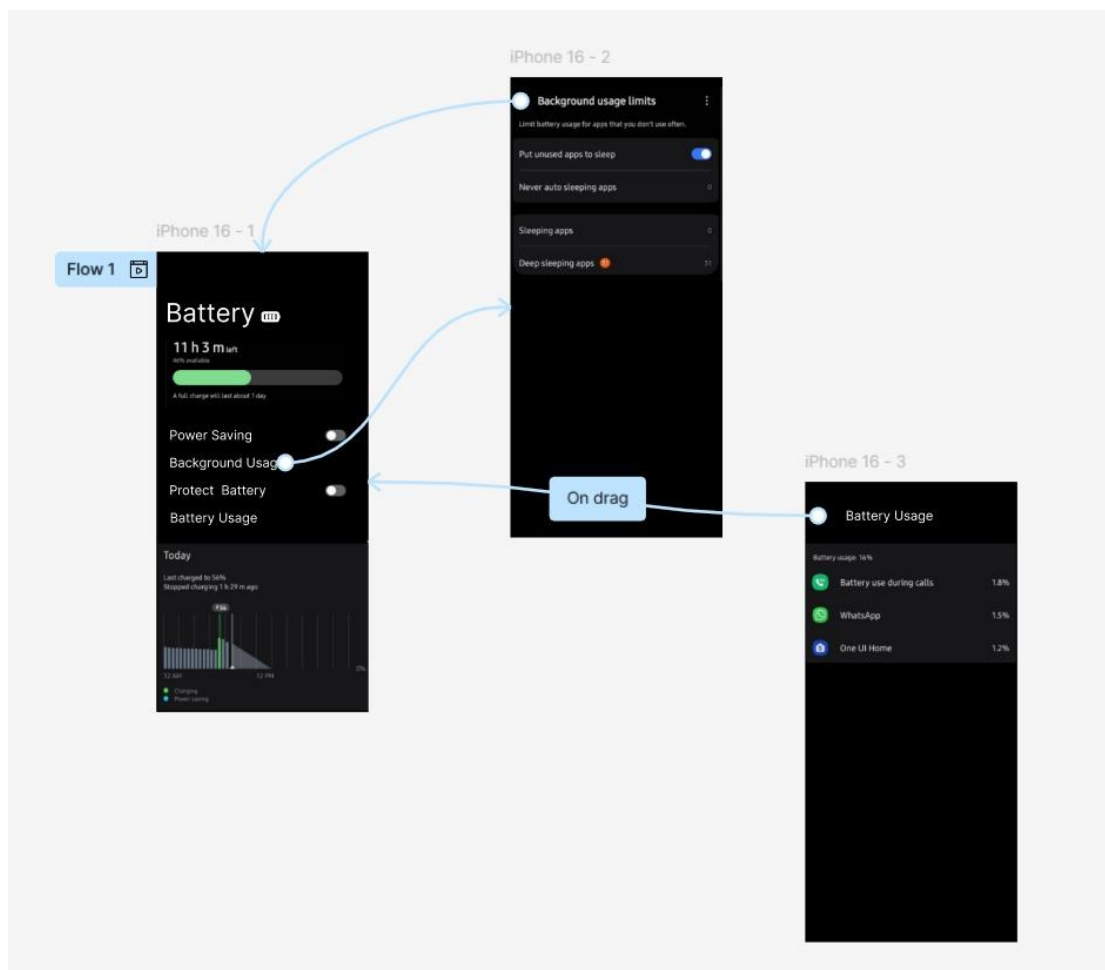 iPhone 16 - 2
Background usage limits
Limit battery usage for apps that you don't use often.
Put unused apps to sleep
Never auto sleeping apps 0
Sleeping apps 0
Deep sleeping apps 31
iPhone 16 - 1
Flow 1
Battery
11 h 3 m left
46% available
A full charge will last about 1 day
Power Saving
Background Usag
Protect Battery
Battery Usage
Today
Last charged to 56%
Stopped charging 1 h 29 m ago
56
0%
12 AM 12 PM
Charging
Power saving
On drag
iPhone 16 - 3
Battery Usage
Battery usage: 16%
Battery use during calls 1.8%
WhatsApp 1.5%
One UI Home 1.2%